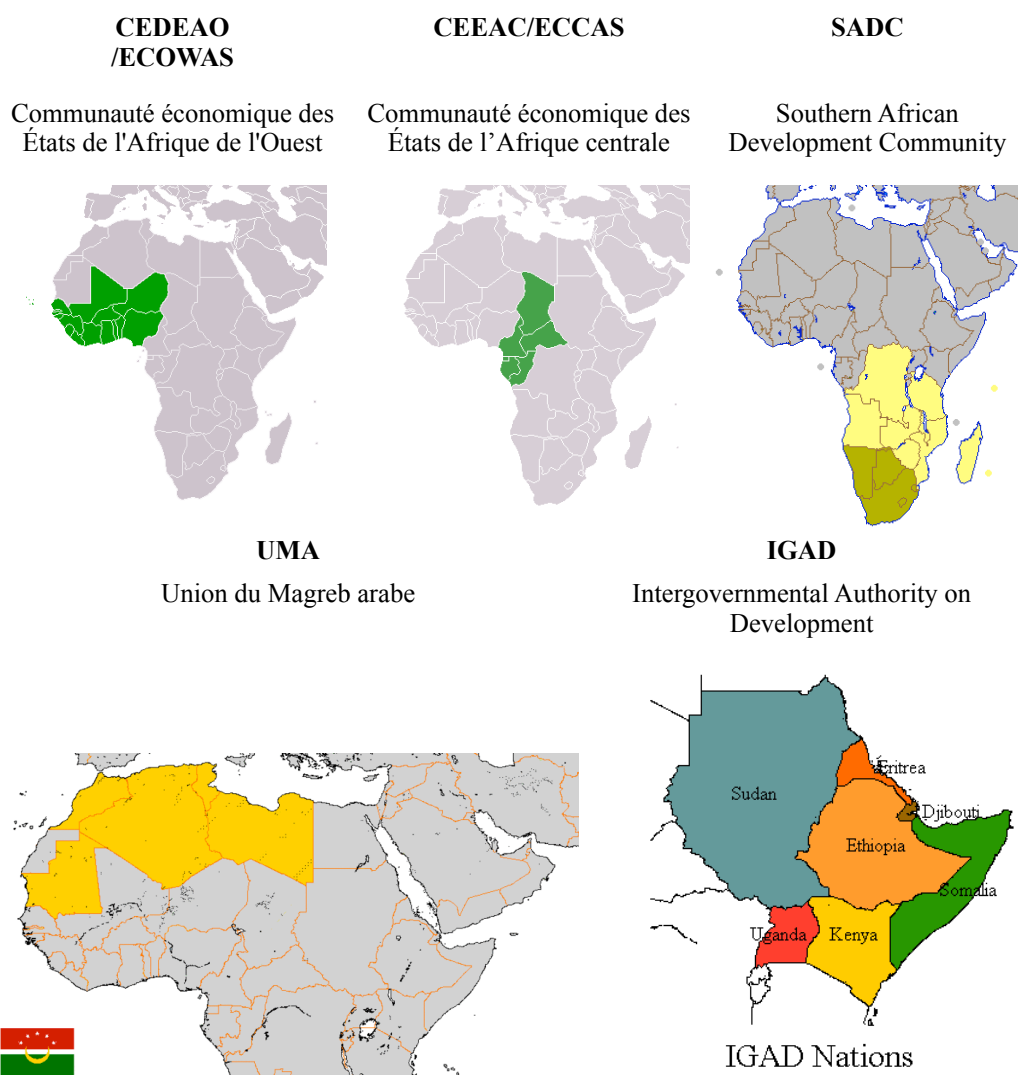 CEDEAO
/ECOWAS
CEEAC/ECCAS
SADC
Communauté économique des
États de l'Afrique de l'Ouest
Communauté économique des
États de l’Afrique centrale
Southern African
Development Community
UMA
Union du Magreb arabe
IGAD
Intergovernmental Authority on
Development
Sudan
Eritrea
Djibouti
Ethiopia
Somalia
Uganda
Kenya
IGAD Nations